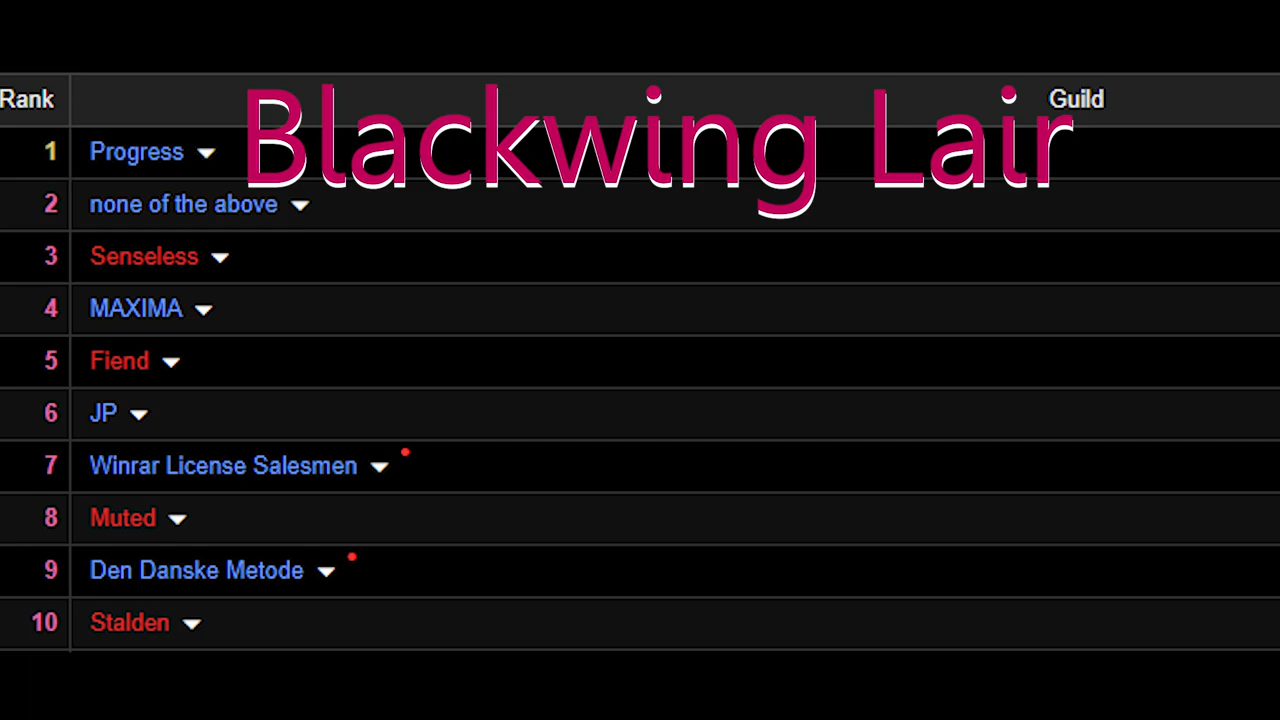 Blackwing Lair
Rank Guild
1 Progress
2 none of the above
3 Senseless
4 MAXIMA
5 Fiend
6 JP
7 Winrar License Salesmen
8 Muted
9 Den Danske Metode
10 Stalden